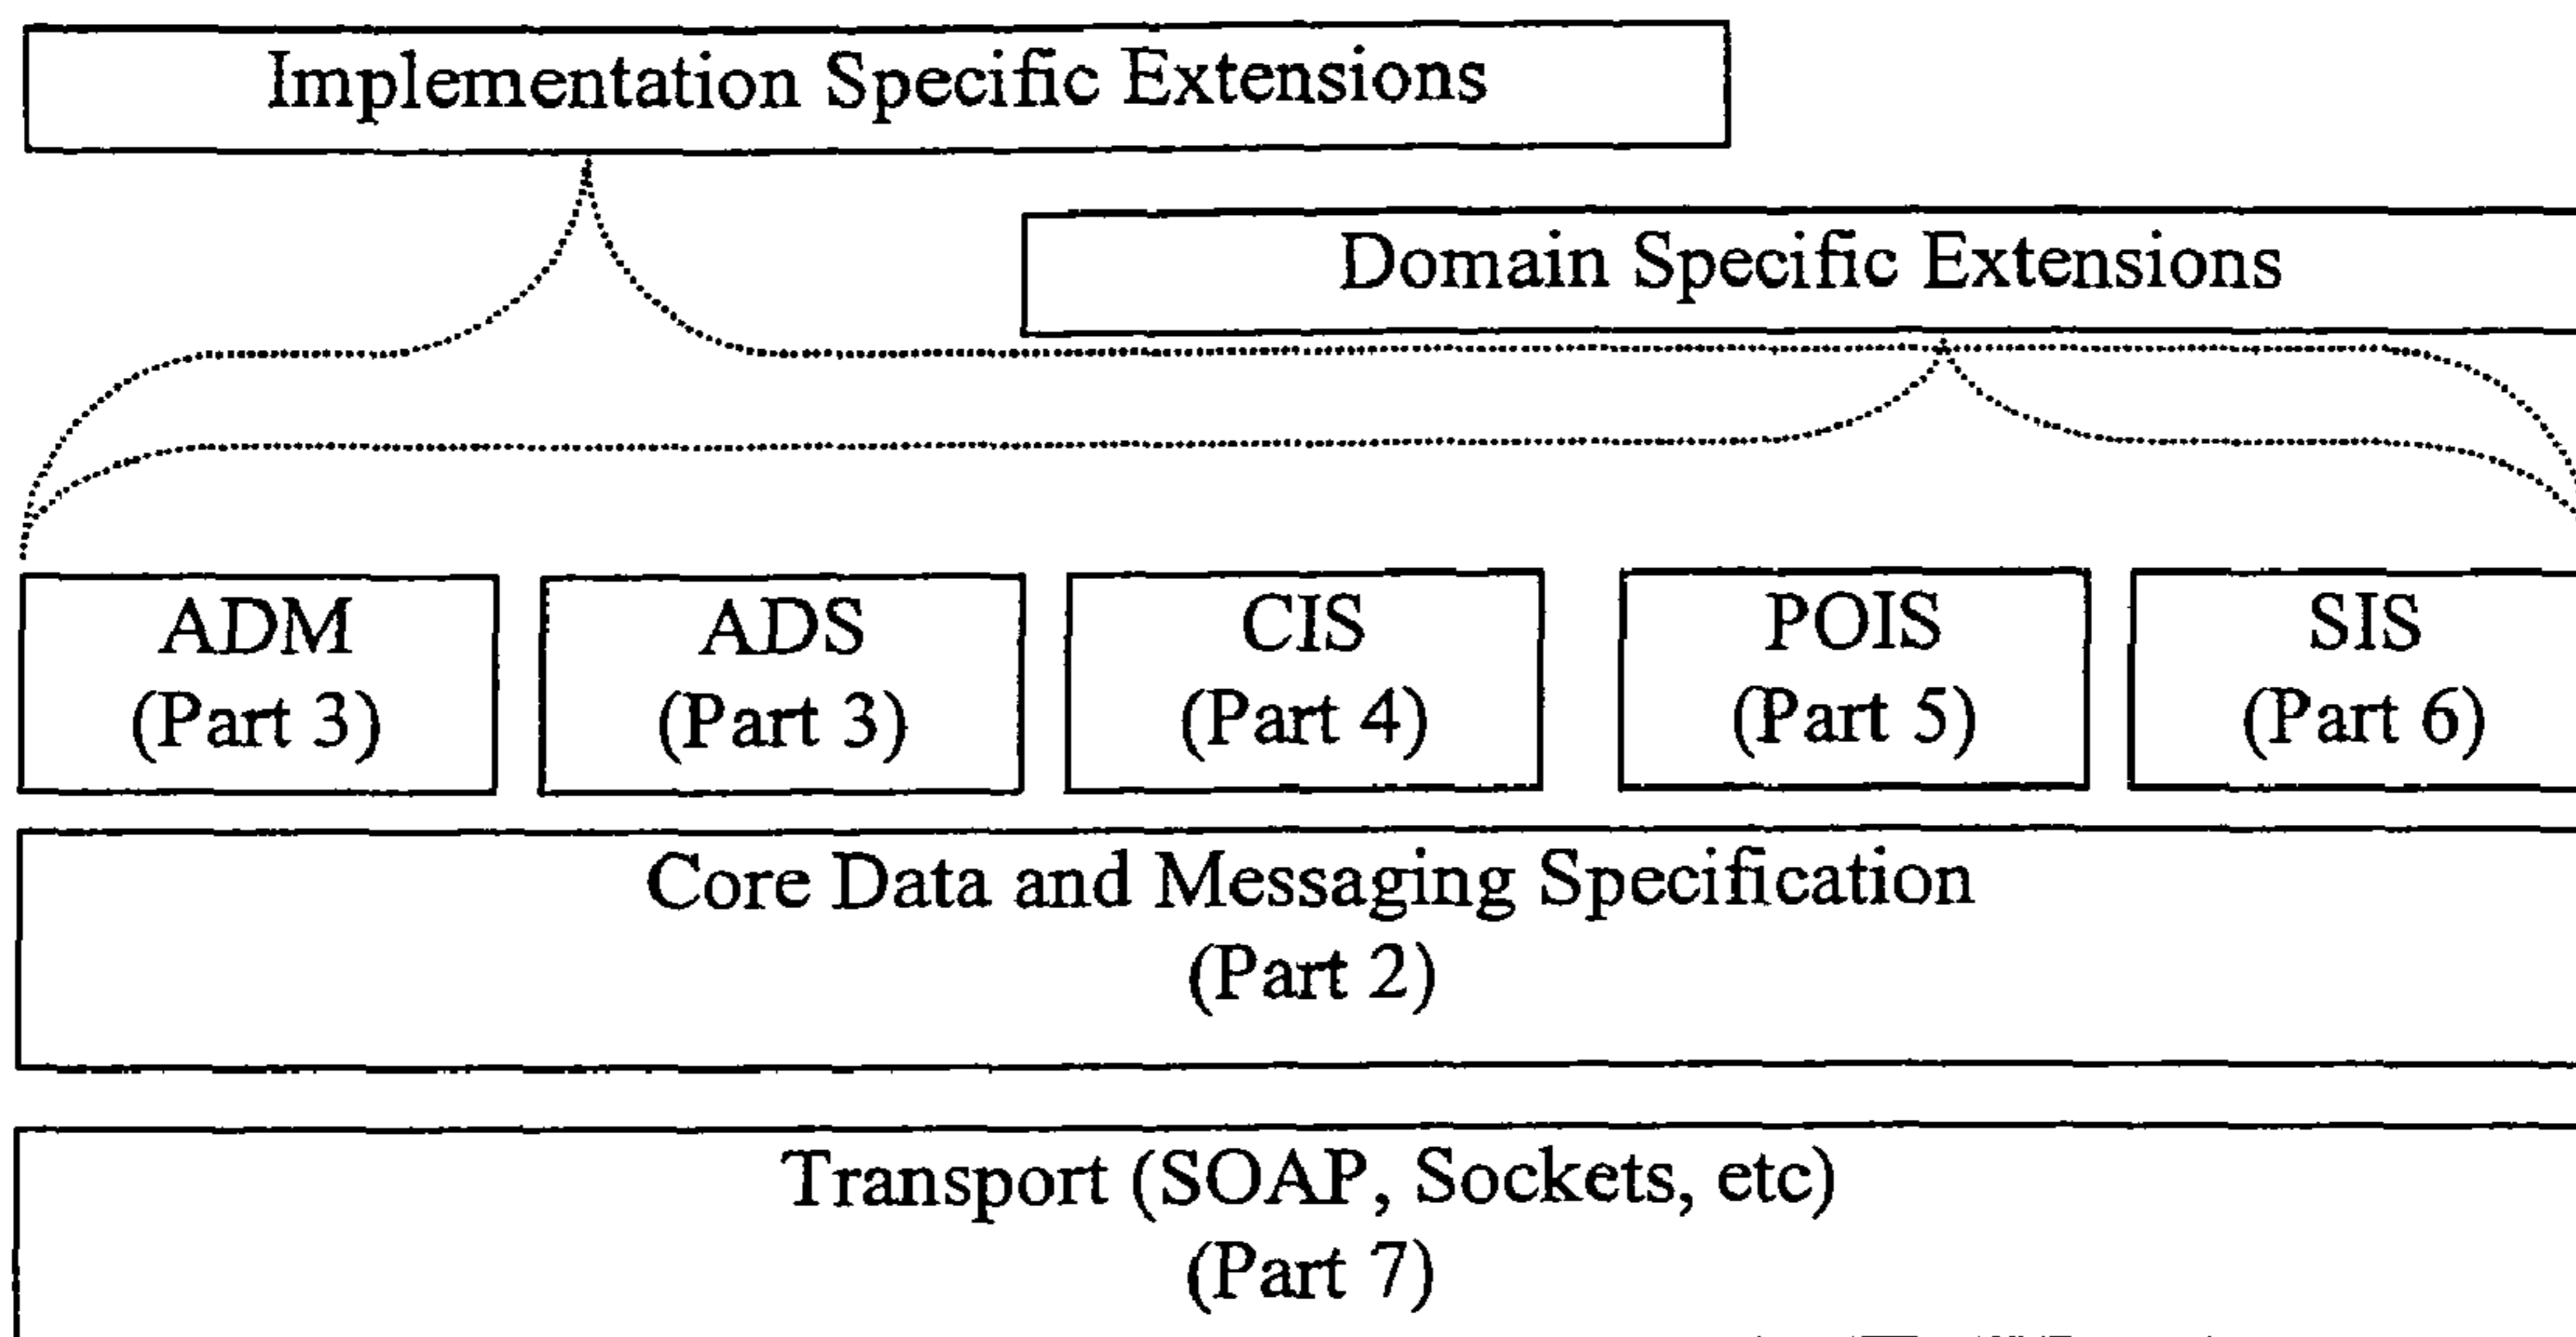 Implementation Specific Extensions
Domain Specific Extensions
ADM
(Part 3)
ADS
(Part 3)
CIS
(Part 4)
POIS
(Part 5)
SIS
(Part 6)
Core Data and Messaging Specification
(Part 2)
Transport (SOAP, Sockets, etc)
(Part 7)